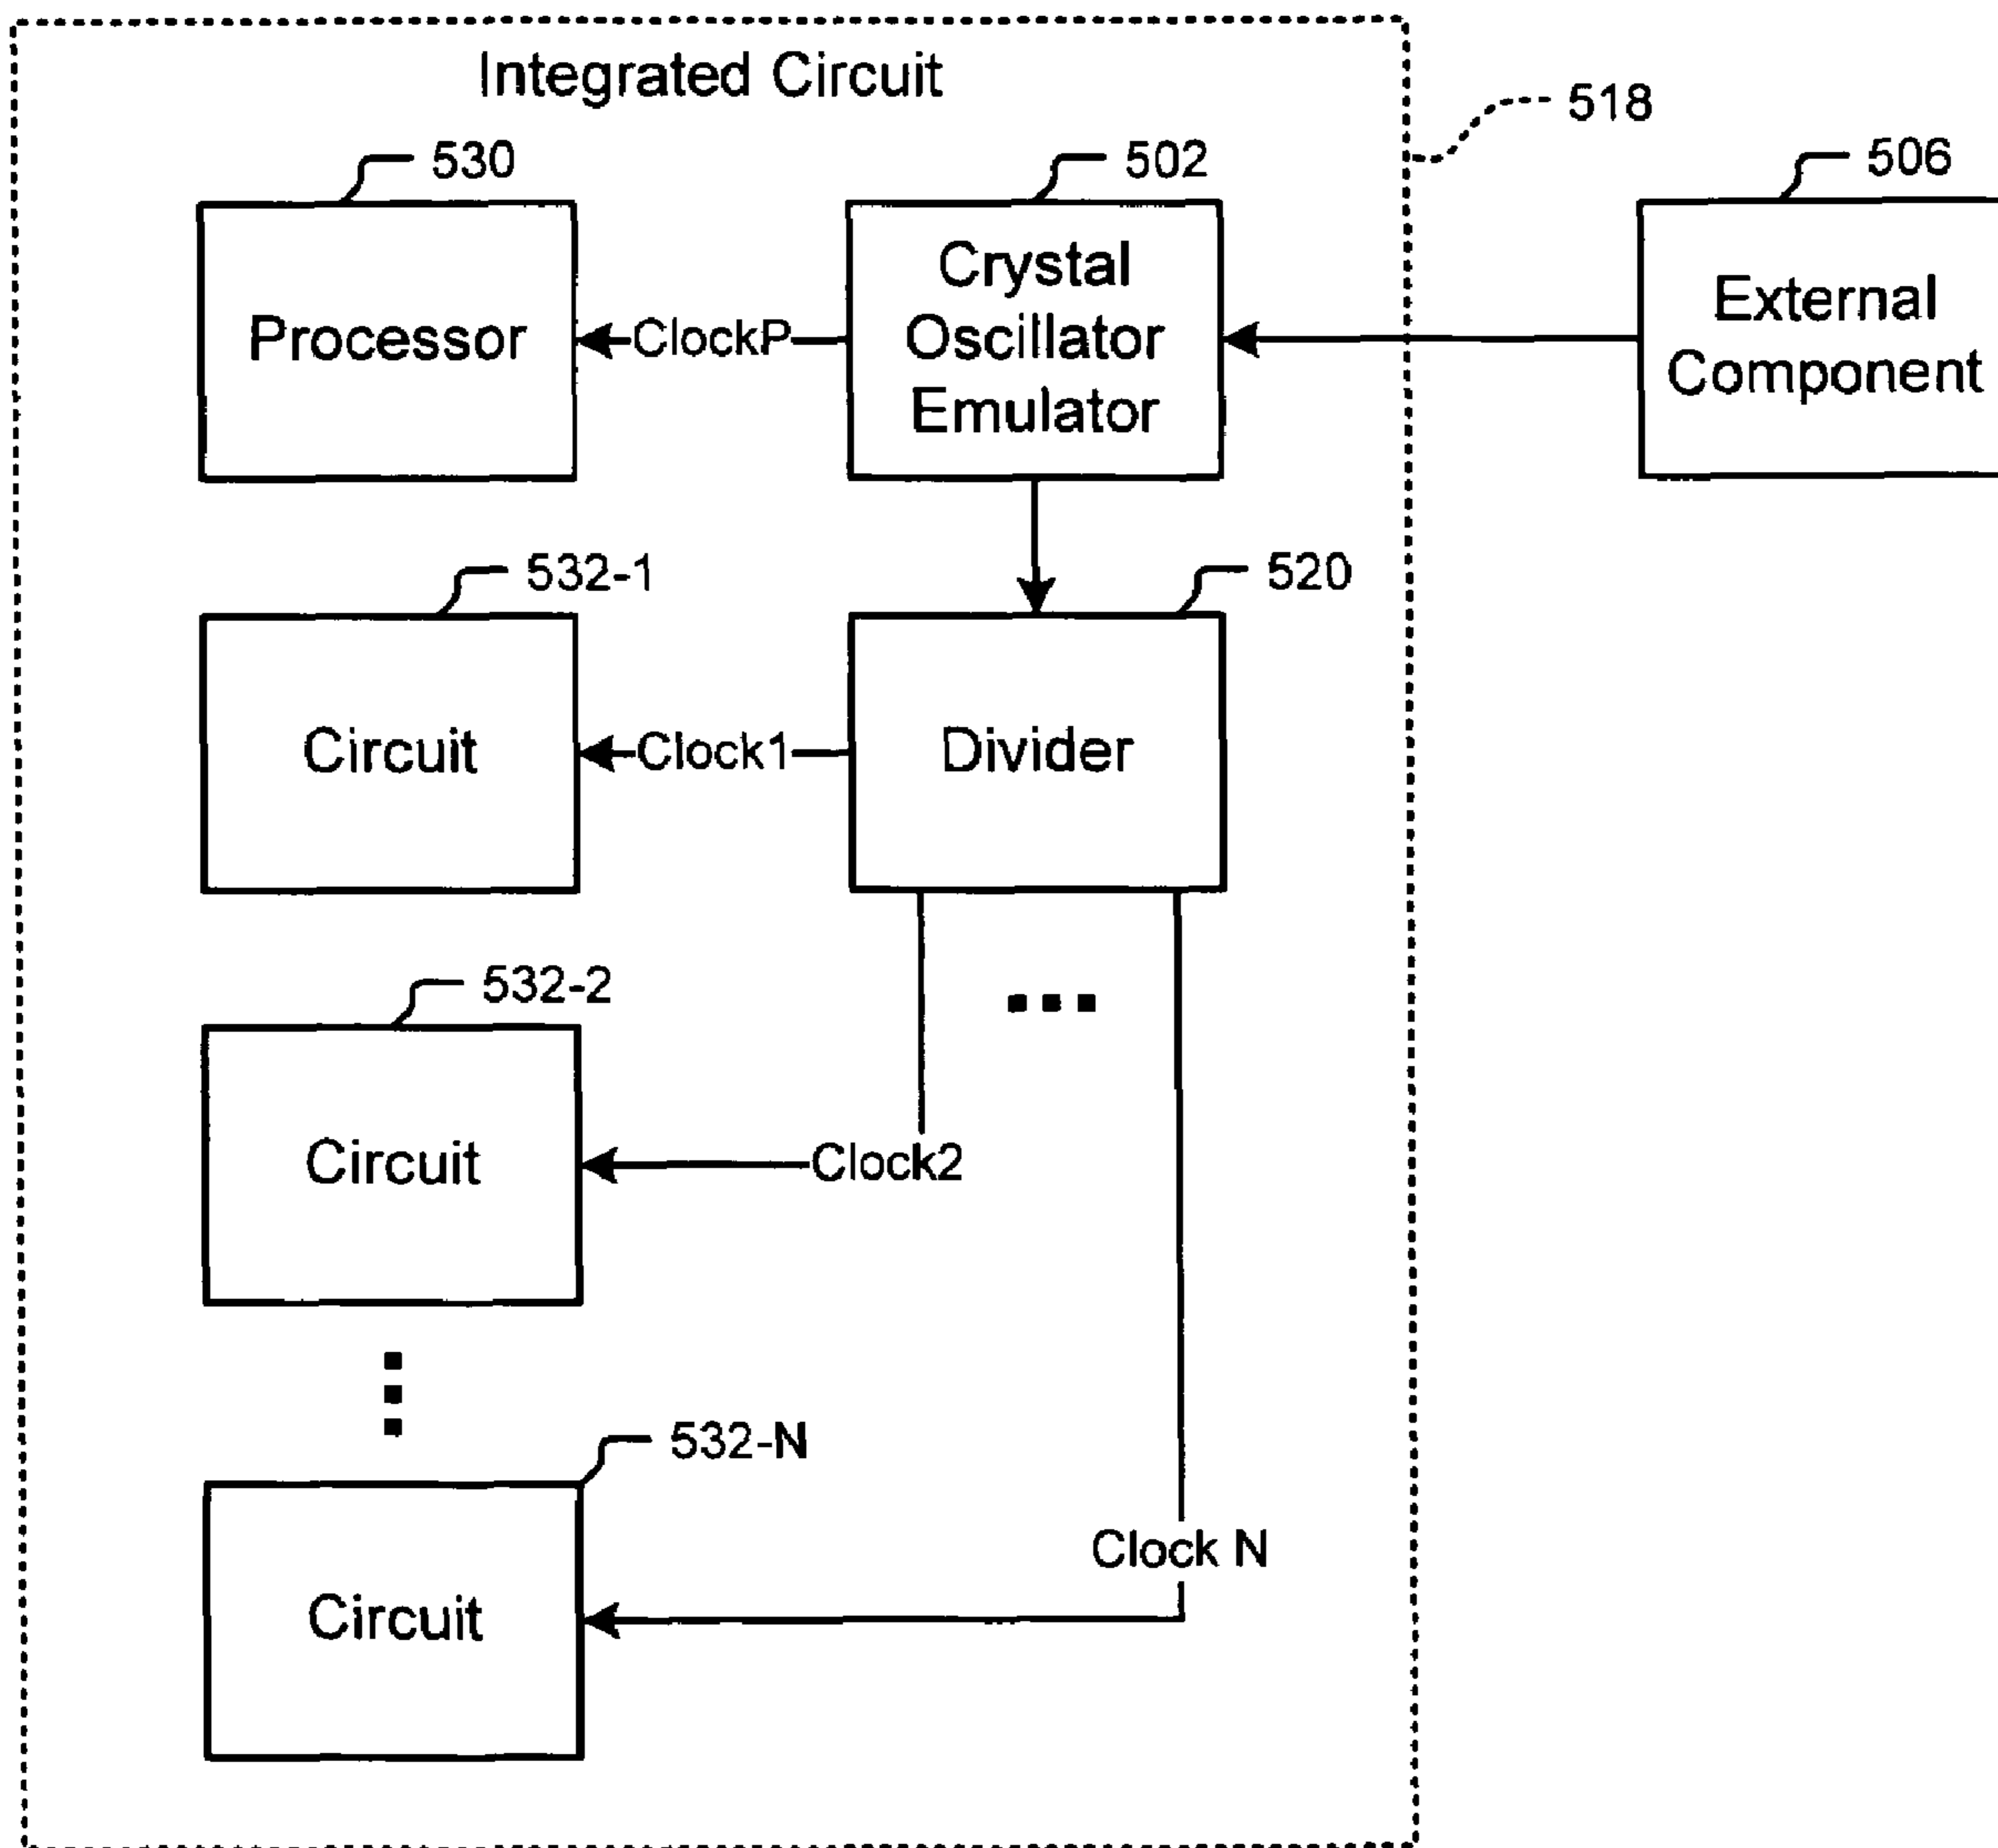 Integrated Circuit
518
530
502
506
Processor
ClockP
Crystal
Oscillator
Emulator
External
Component
532-1
520
Circuit
Clock1
Divider
532-2
Circuit
Clock2
532-N
Clock N
Circuit